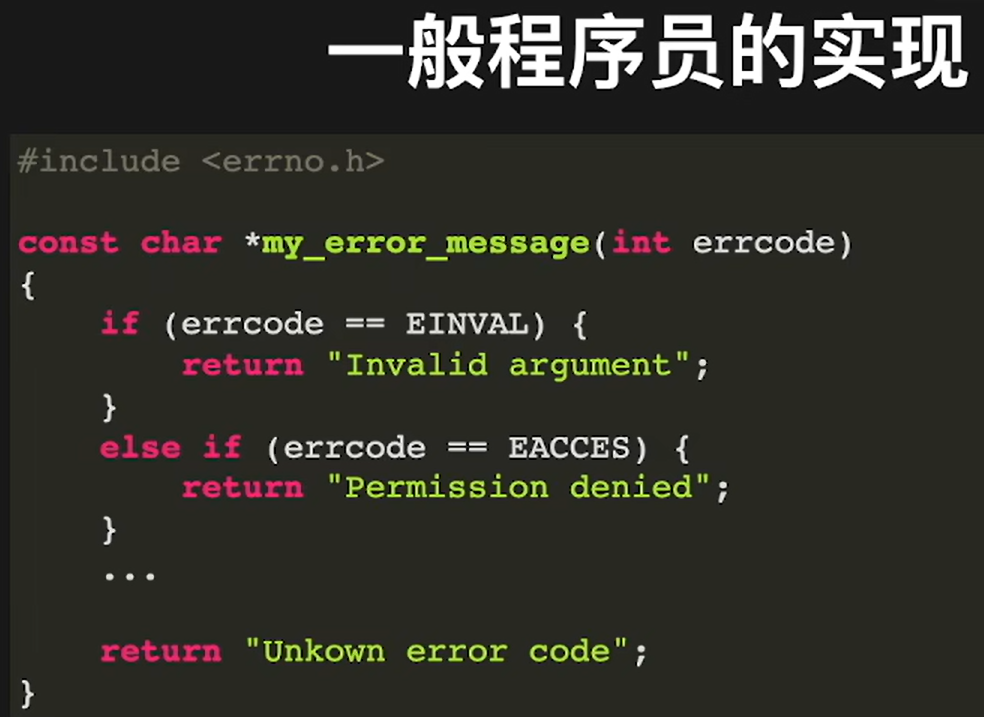 一般程序员的实现
#include <errno.h>
const char *my_error_message(int errcode)
{
    if (errcode == EINVAL) {
        return "Invalid argument";
    }
    else if (errcode == EACCES) {
        return "Permission denied";
    }
    ...
    return "Unkown error code";
}